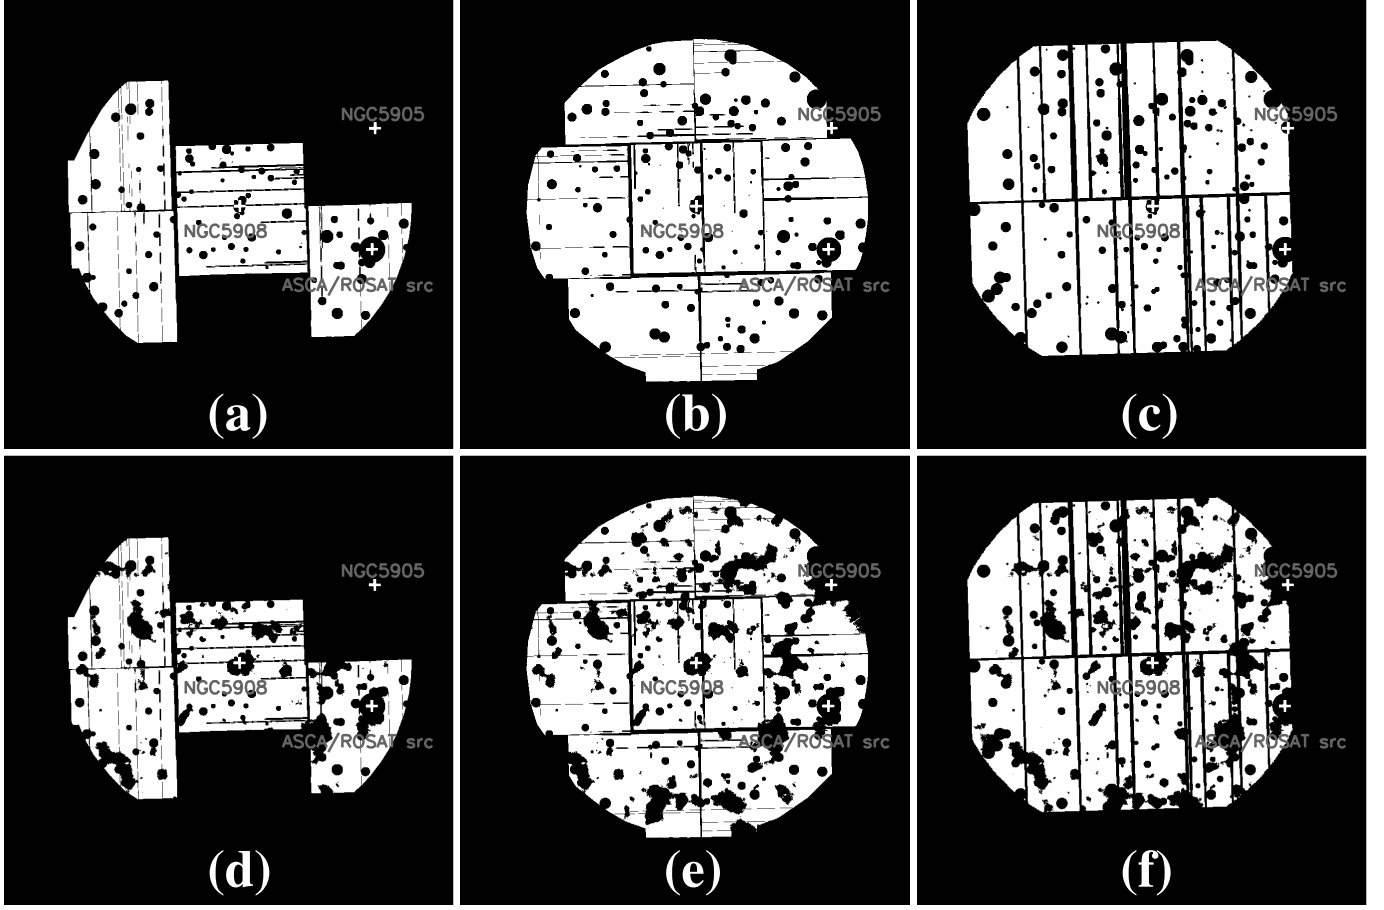 NGC5905
NGC5908
ASCA/ROSAT src
(a)
NGC5905
NGC5908
ASCA/ROSAT src
(b)
NGC5905
NGC5908
ASCA/ROSAT src
(c)
NGC5905
NGC5908
ASCA/ROSAT src
(d)
NGC5905
NGC5908
ASCA/ROSAT src
(e)
NGC5905
NGC5908
ASCA/ROSAT src
(f)